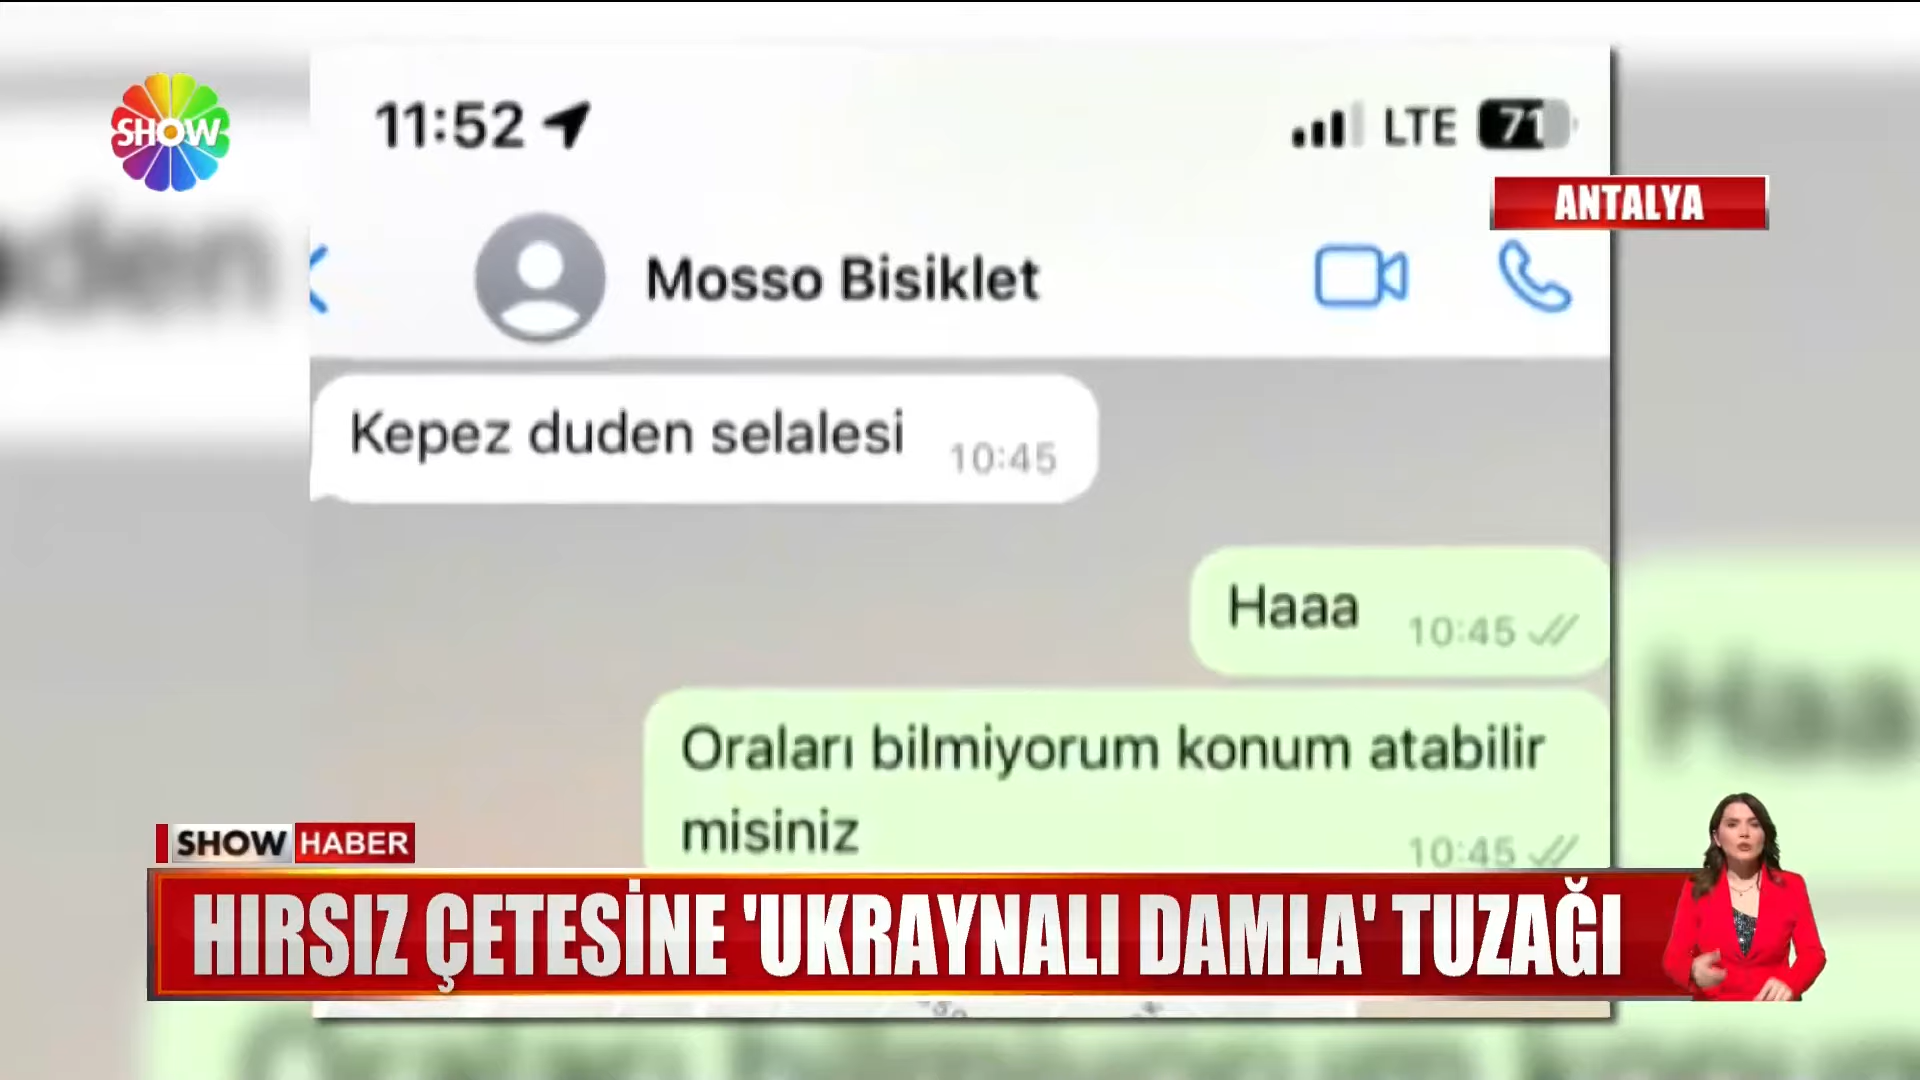 SHOW
11:52
LTE 71
ANTALYA
Mosso Bisiklet
Kepez duden selalesi 10:45
Haaa 10:45
Oraları bilmiyorum konum atabilir
misiniz 10:45
SHOW HABER
HIRSIZ ÇETESİNE 'UKRAYNALI DAMLA' TUZAĞI